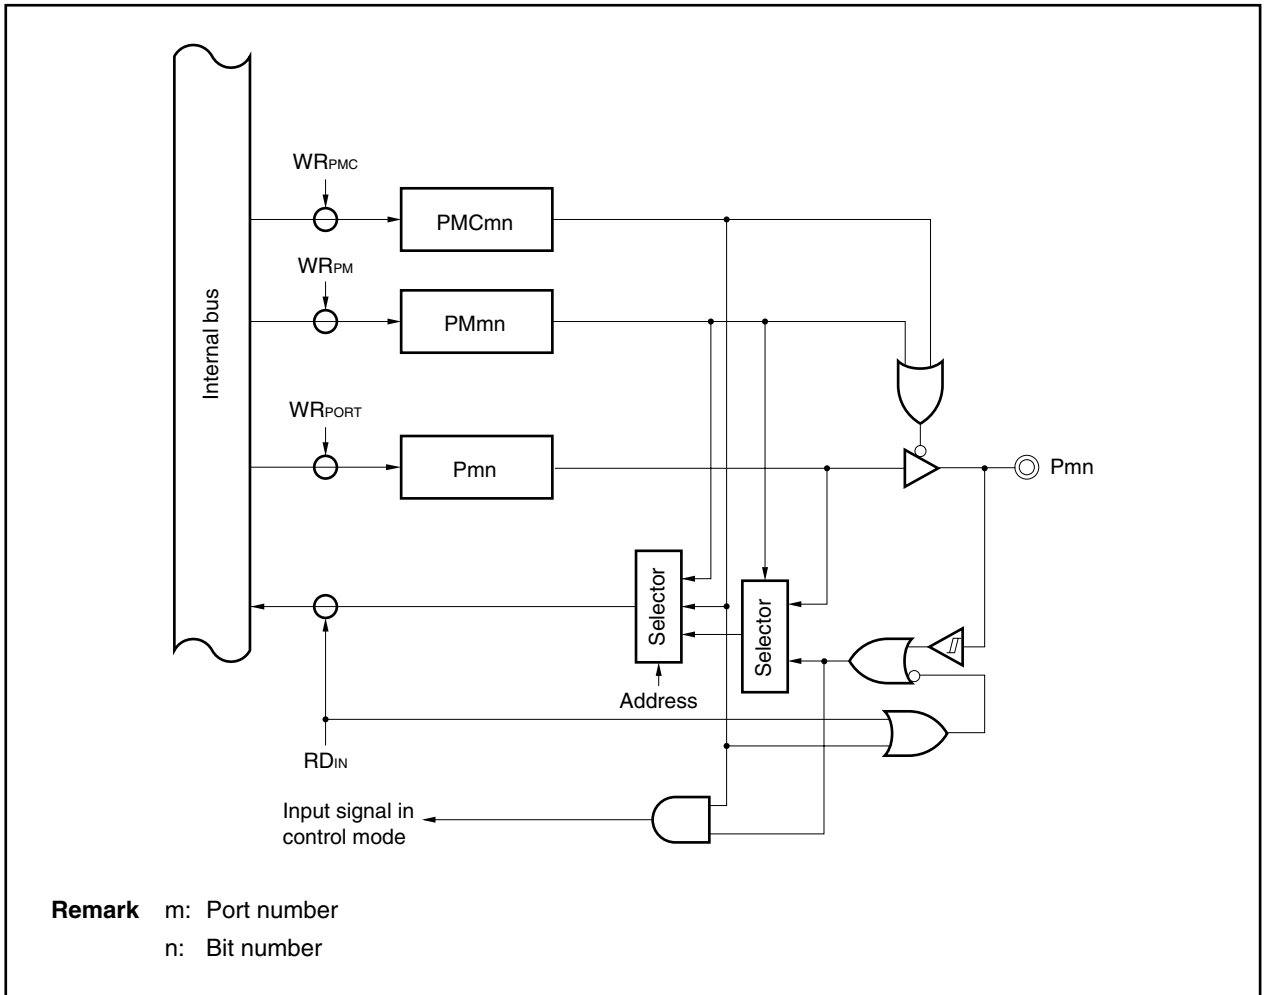 WRPMC
PMCmn
WRPM
PMmn
Internal bus
WRPORT
Pmn
Pmn
Selector
Selector
Address
RDIN
Input signal in
control mode
Remark m: Port number
n: Bit number